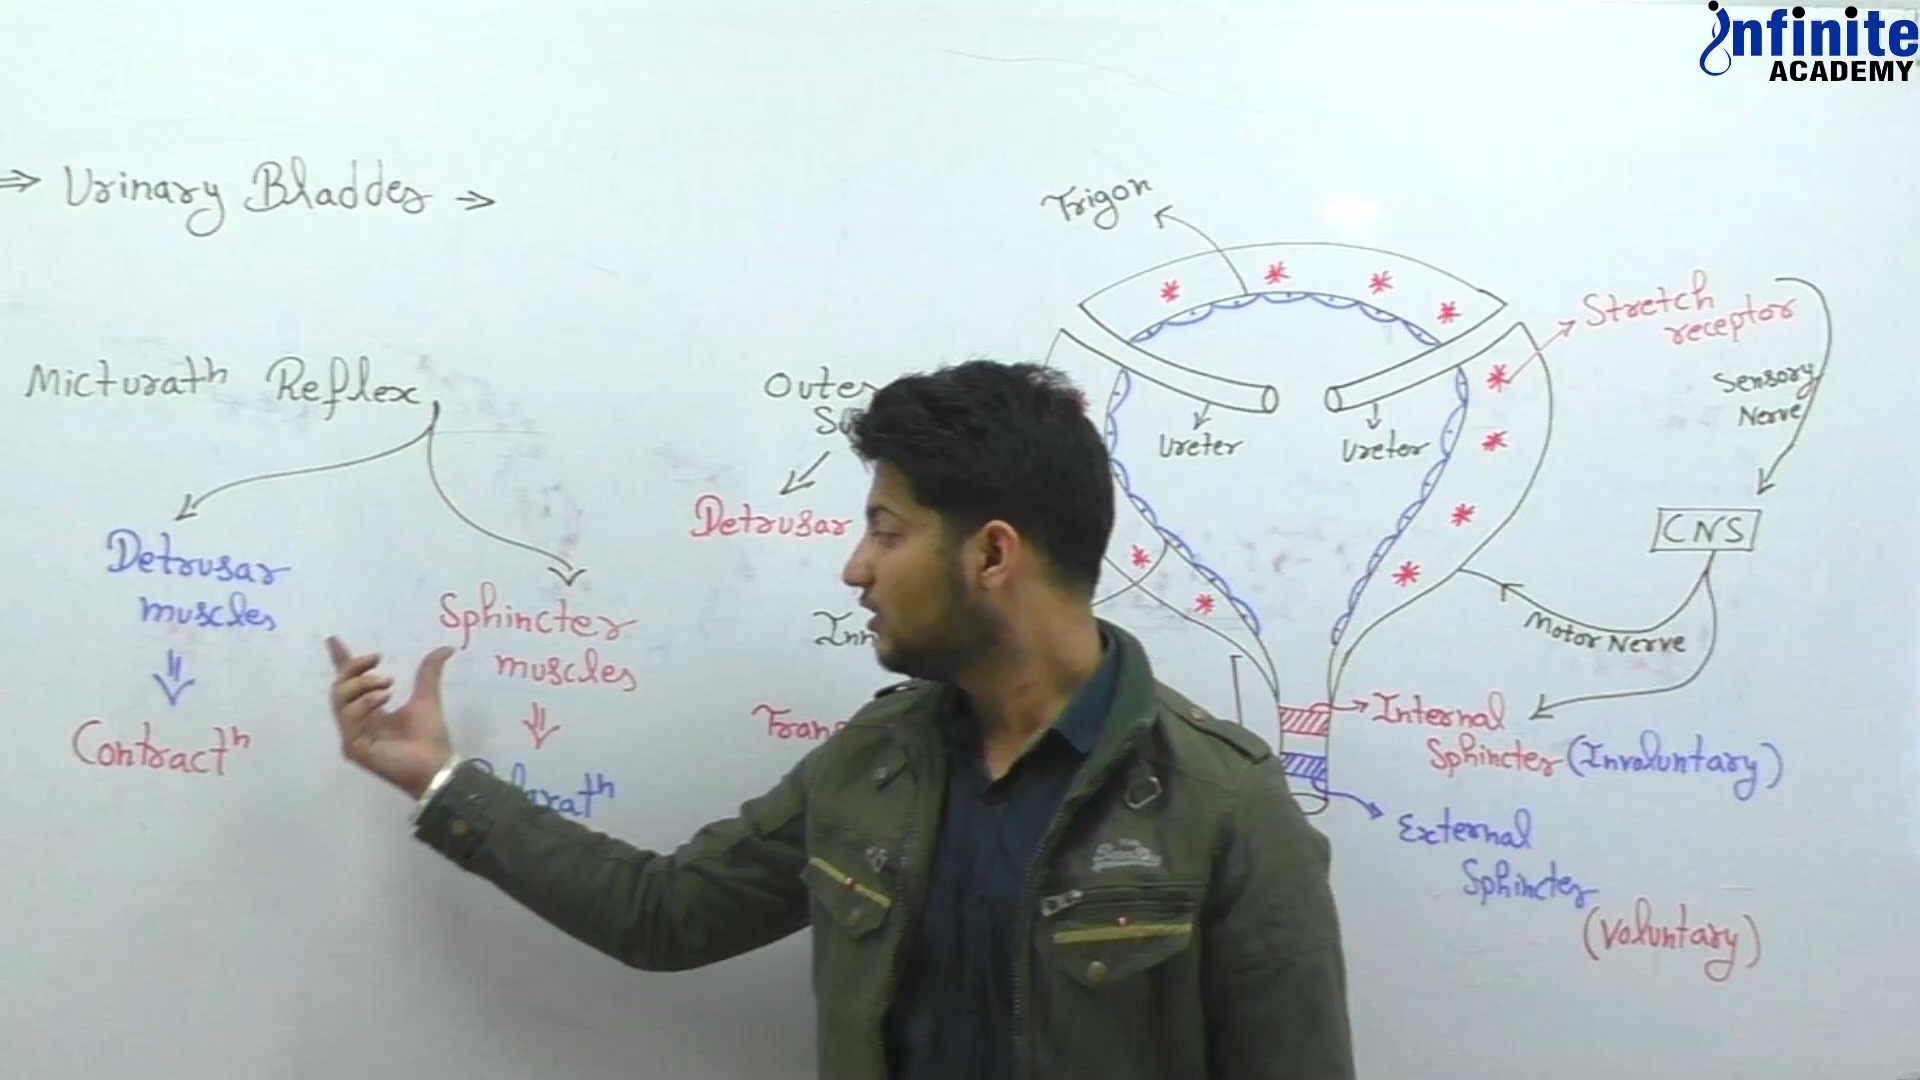 infinite
ACADEMY
⇒ Urinary Bladder →
Micturatⁿ Reflex
Detrusar
muscles
Contractⁿ
Sphincter
muscles
Outer
Detrusar
Trigon
Ureter
Ureter
Stretch
receptor
Sensory
Nerve
CNS
Motor Nerve
Internal
Sphincter (Involuntary)
External
Sphincter
(Voluntary)